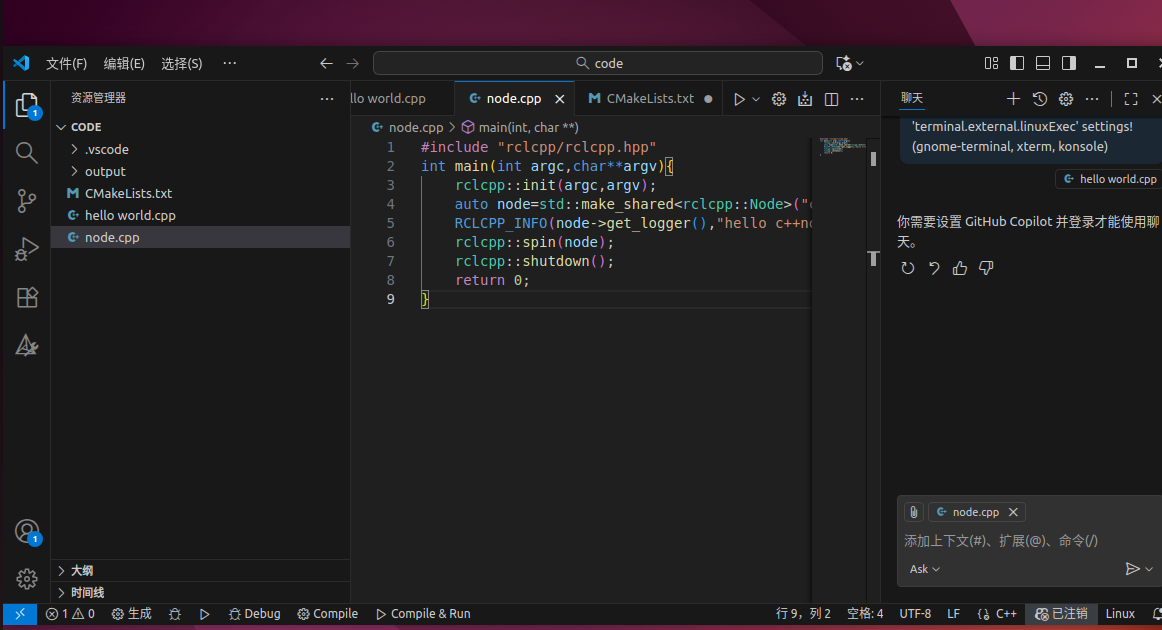 文件(F) 编辑(E) 选择(S) ··· code
资源管理器 ···
CODE
.vscode
output
CMakeLists.txt
hello world.cpp
node.cpp
大纲
时间线
llo world.cpp node.cpp CMakeLists.txt
node.cpp > main(int, char **)
1 #include "rclcpp/rclcpp.hpp"
2 int main(int argc,char**argv){
3 rclcpp::init(argc,argv);
4 auto node=std::make_shared<rclcpp::Node>("
5 RCLCPP_INFO(node->get_logger(),"hello c++no
6 rclcpp::spin(node);
7 rclcpp::shutdown();
8 return 0;
9 }
聊天
'terminal.external.linuxExec' settings!
(gnome-terminal, xterm, konsole)
hello world.cpp
你需要设置 GitHub Copilot 并登录才能使用聊
天。
node.cpp
添加上下文(#)、扩展(@)、命令(/)
Ask
1 0 生成 Debug Compile Compile & Run 行 9，列 2 空格: 4 UTF-8 LF {} C++ 已注销 Linux